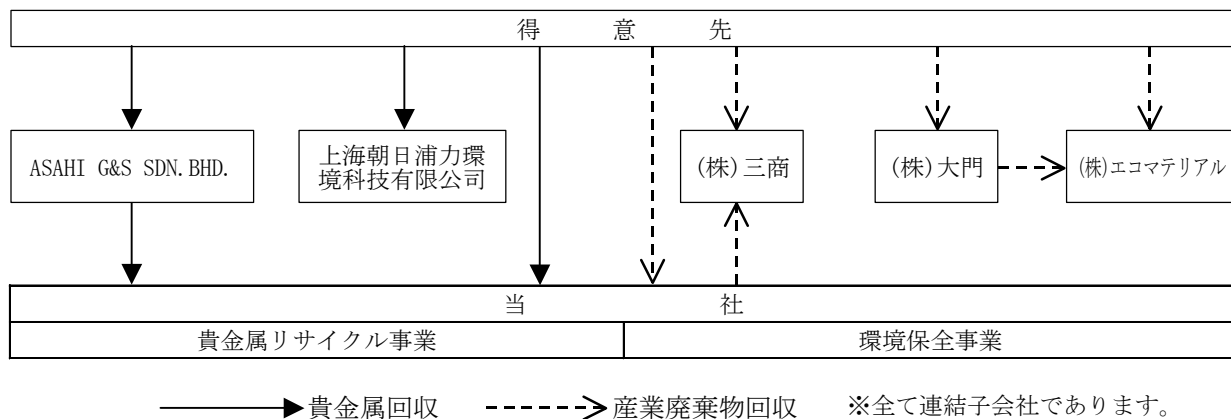 得意先
ASAHI G&S SDN.BHD.
上海朝日浦力環
境科技有限公司
(株)三商
(株)大門
(株)エコマテリアル
当社
貴金属リサイクル事業
環境保全事業
貴金属回収
産業廃棄物回収
※全て連結子会社であります。